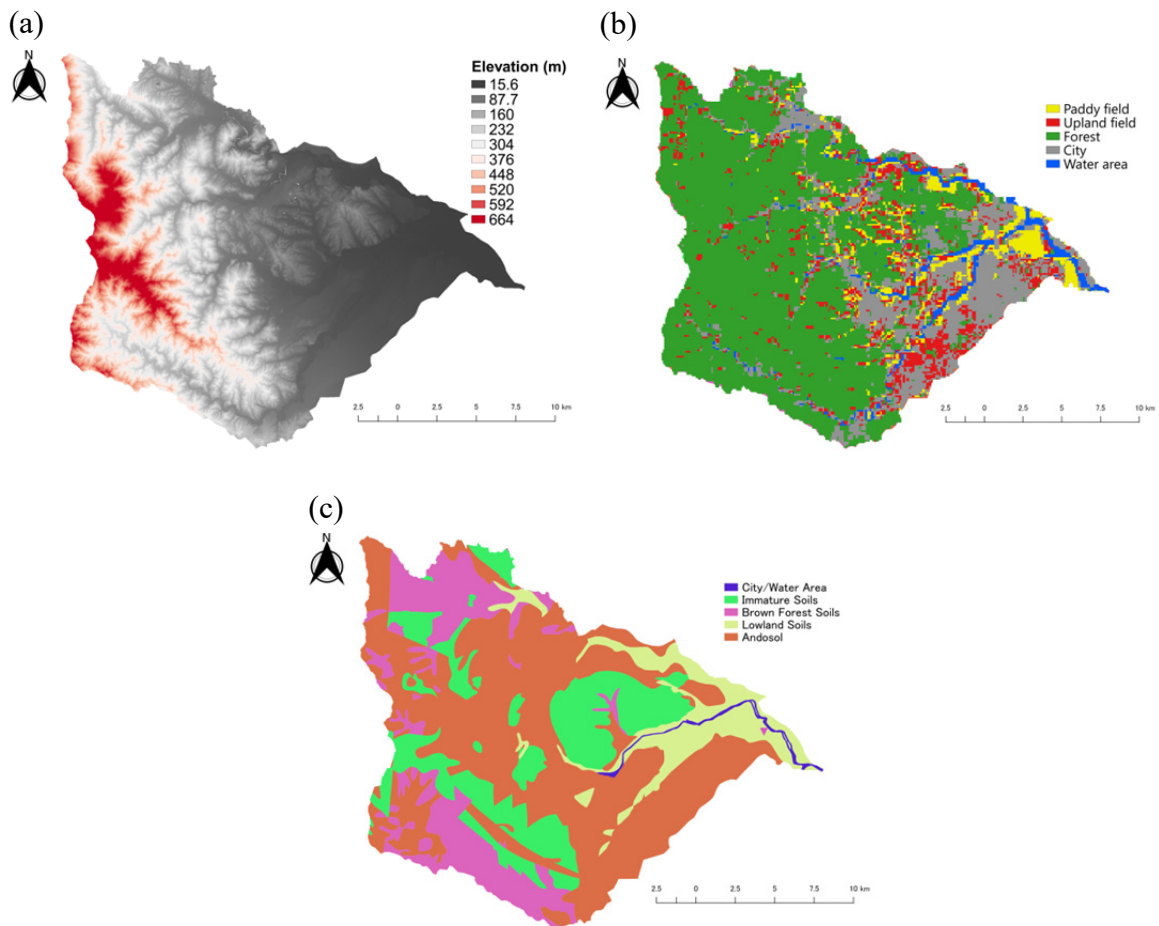 (a)
N
Elevation (m)
15.6
87.7
160
232
304
376
448
520
592
664
2.5 0 2.5 5 7.5 10 km
(b)
N
Paddy field
Upland field
Forest
City
Water area
2.5 0 2.5 5 7.5 10 km
(c)
N
City/Water Area
Immature Soils
Brown Forest Soils
Lowland Soils
Andosol
2.5 0 2.5 5 7.5 10 km